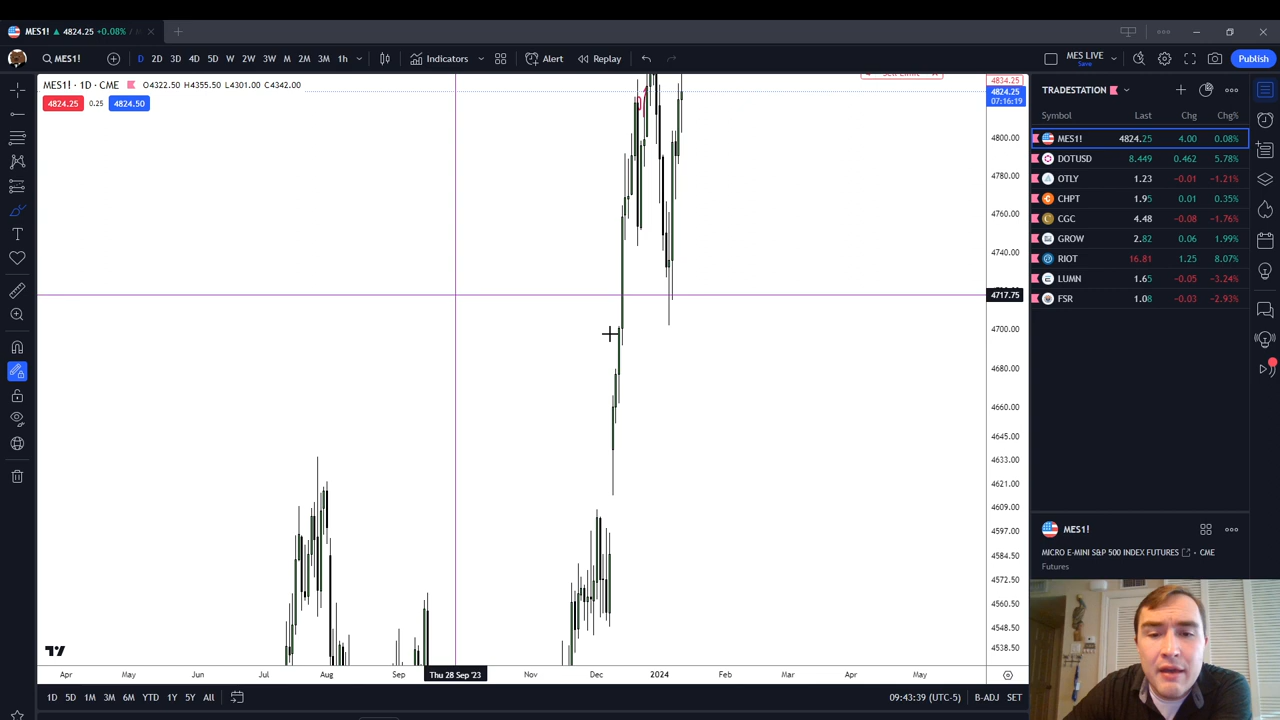 MES1! 4824.25 +0.08%
MES1!
D 2D 3D 4D 5D W 2W 3W M 2M 3M 1h
Indicators
Alert
Replay
MES LIVE
Save
Publish
MES1! · 1D · CME O4322.50 H4355.50 L4301.00 C4342.00
4824.25 0.25 4824.50
4834.25
4824.25
07:16:19
4800.00
4780.00
4760.00
4740.00
4717.75
4700.00
4680.00
4660.00
4645.00
4633.00
4621.00
4609.00
4597.00
4584.50
4572.50
4560.50
4548.50
4538.50
Apr May Jun Jul Aug Sep Thu 28 Sep '23 Nov Dec 2024 Feb Mar Apr May
1D 5D 1M 3M 6M YTD 1Y 5Y All
09:43:39 (UTC-5) B-ADJ SET
TRADESTATION
Symbol Last Chg Chg%
MES1! 4824.25 4.00 0.08%
DOTUSD 8.449 0.462 5.78%
OTLY 1.23 −0.01 −1.21%
CHPT 1.95 0.01 0.35%
CGC 4.48 −0.08 −1.76%
GROW 2.82 0.06 1.99%
RIOT 16.81 1.25 8.07%
LUMN 1.65 −0.05 −3.24%
FSR 1.08 −0.03 −2.93%
MES1!
MICRO E-MINI S&P 500 INDEX FUTURES · CME
Futures